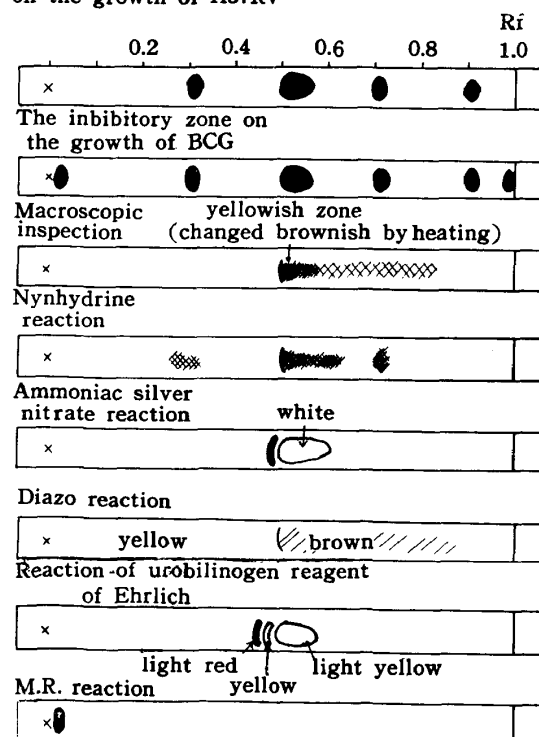 on the growth of H37RV
Rf
0.2 0.4 0.6 0.8 1.0
×
The inbibitory zone on
the growth of BCG
×
Macroscopic yellowish zone
inspection (changed brownish by heating)
×
Nynhydrine
reaction
×
Ammoniac silver
nitrate reaction white
×
Diazo reaction
× yellow brown
Reaction-of urobilinogen reagent
of Ehrlich
×
light red light yellow
yellow
M.R. reaction
×